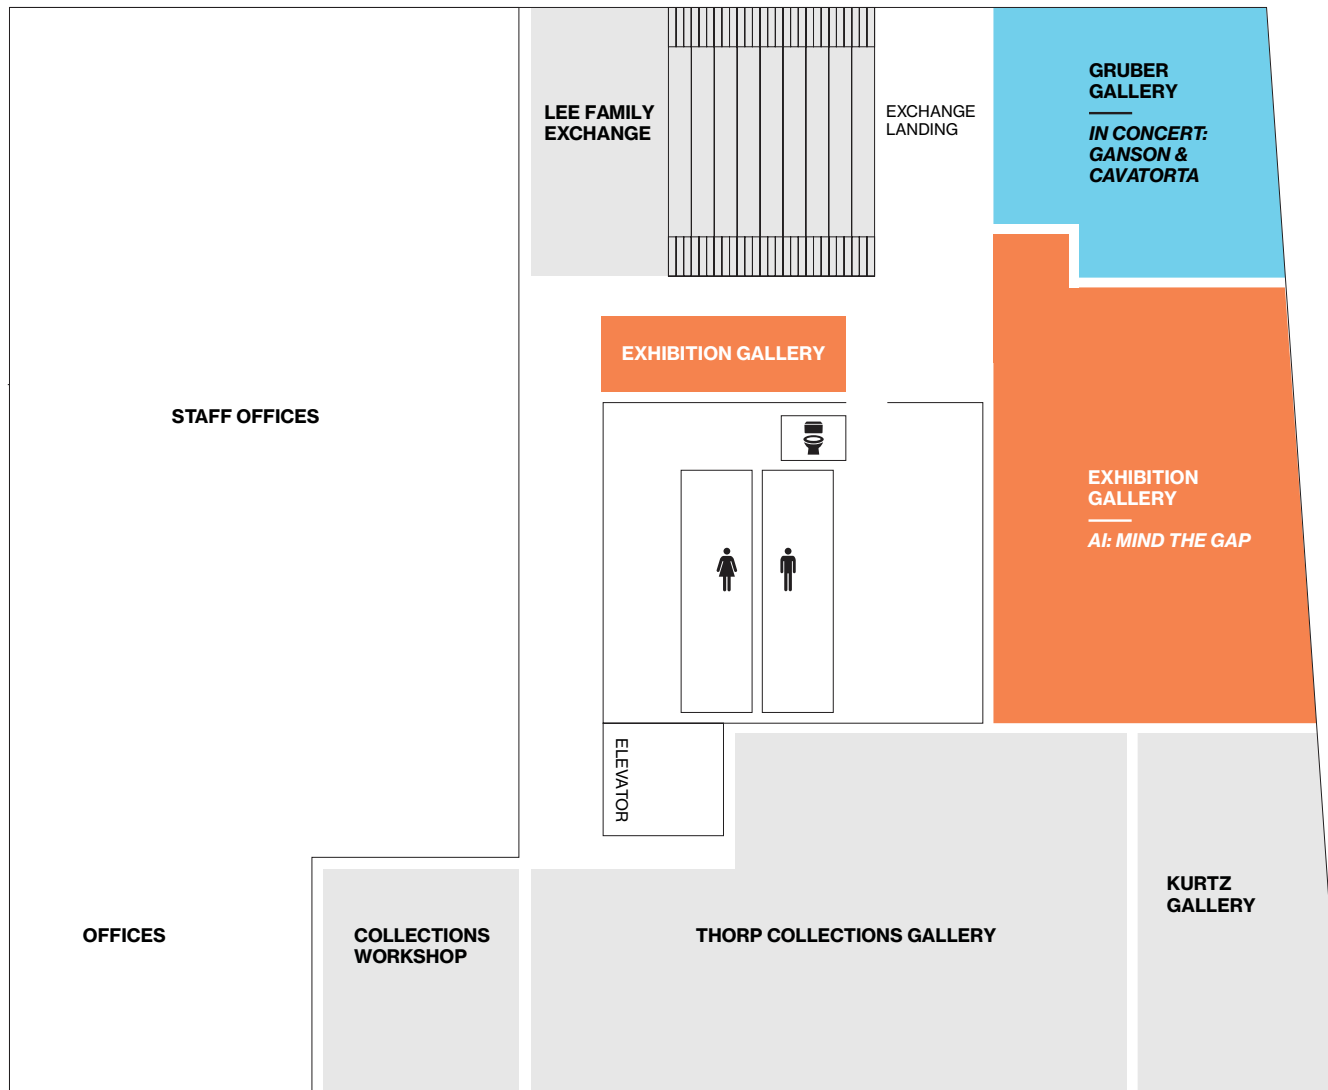 LEE FAMILY
EXCHANGE
EXCHANGE
LANDING
GRUBER
GALLERY
IN CONCERT:
GANSON &
CAVATORTA
EXHIBITION GALLERY
STAFF OFFICES
EXHIBITION
GALLERY
AI: MIND THE GAP
ELEVATOR
KURTZ
GALLERY
OFFICES
COLLECTIONS
WORKSHOP
THORP COLLECTIONS GALLERY